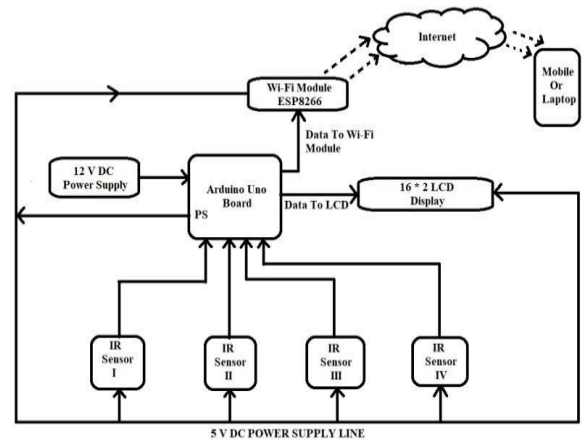 Internet
Mobile
Or
Laptop
Wi-Fi Module
ESP8266
Data To Wi-Fi
Module
12 V DC
Power Supply
Arduino Uno
Board
PS
Data To LCD
16 * 2 LCD
Display
IR
Sensor
I
IR
Sensor
II
IR
Sensor
III
IR
Sensor
IV
5 V DC POWER SUPPLY LINE